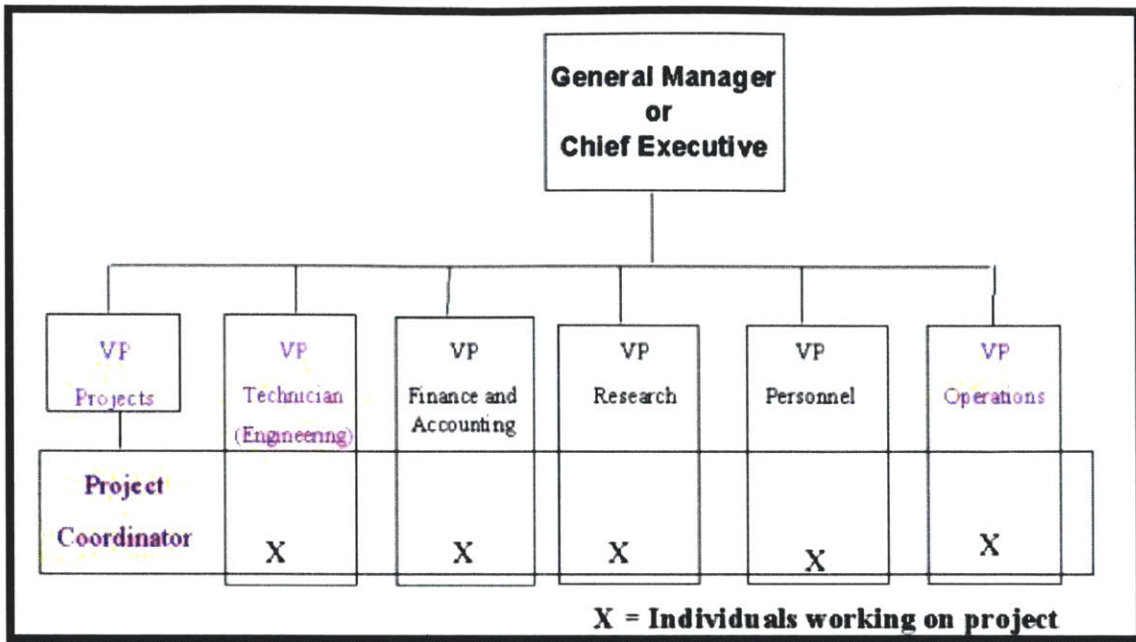 General Manager
or
Chief Executive
VP
Projects
VP
Technician
(Engineering)
VP
Finance and
Accounting
VP
Research
VP
Personnel
VP
Operations
Project
Coordinator
X
X
X
X
X
X = Individuals working on project